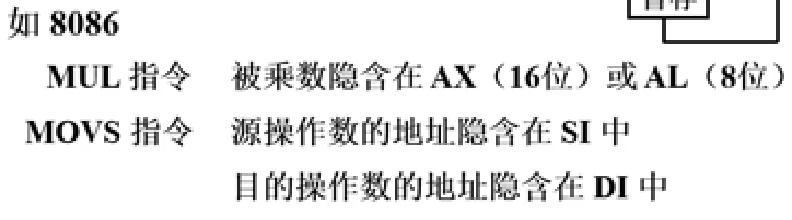 如 8086
MUL 指令 被乘数隐含在 AX（16位）或 AL（8位）
MOVS 指令 源操作数的地址隐含在 SI 中
目的操作数的地址隐含在 DI 中